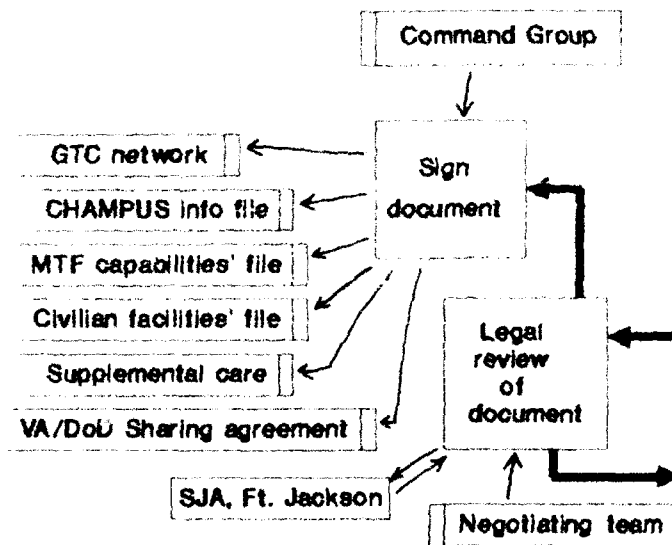 Command Group
Sign
document
GTC network
CHAMPUS info file
MTF capabilities' file
Civilian facilities' file
Supplemental care
VA/DoD Sharing agreement
Legal
review
of
document
SJA, Ft. Jackson
Negotiating team